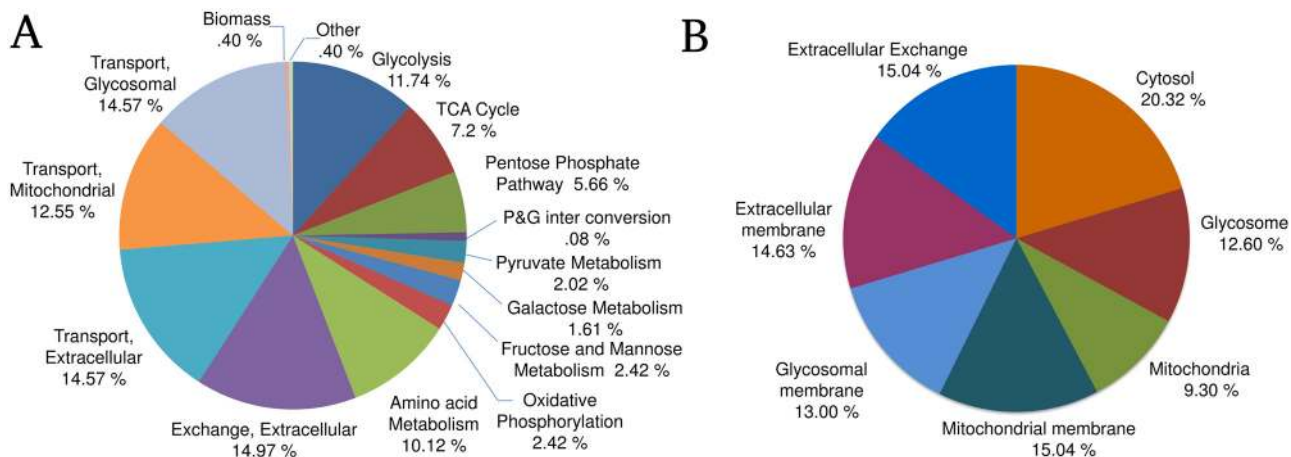 A
Biomass
.40 %
Other
.40 %
Glycolysis
11.74 %
TCA Cycle
7.2 %
Pentose Phosphate
Pathway 5.66 %
P&G inter conversion
.08 %
Pyruvate Metabolism
2.02 %
Galactose Metabolism
1.61 %
Fructose and Mannose
Metabolism 2.42 %
Oxidative
Phosphorylation
2.42 %
Amino acid
Metabolism
10.12 %
Exchange, Extracellular
14.97 %
Transport,
Extracellular
14.57 %
Transport,
Mitochondrial
12.55 %
Transport,
Glycosomal
14.57 %
B
Extracellular Exchange
15.04 %
Cytosol
20.32 %
Glycosome
12.60 %
Mitochondria
9.30 %
Mitochondrial membrane
15.04 %
Glycosomal
membrane
13.00 %
Extracellular
membrane
14.63 %